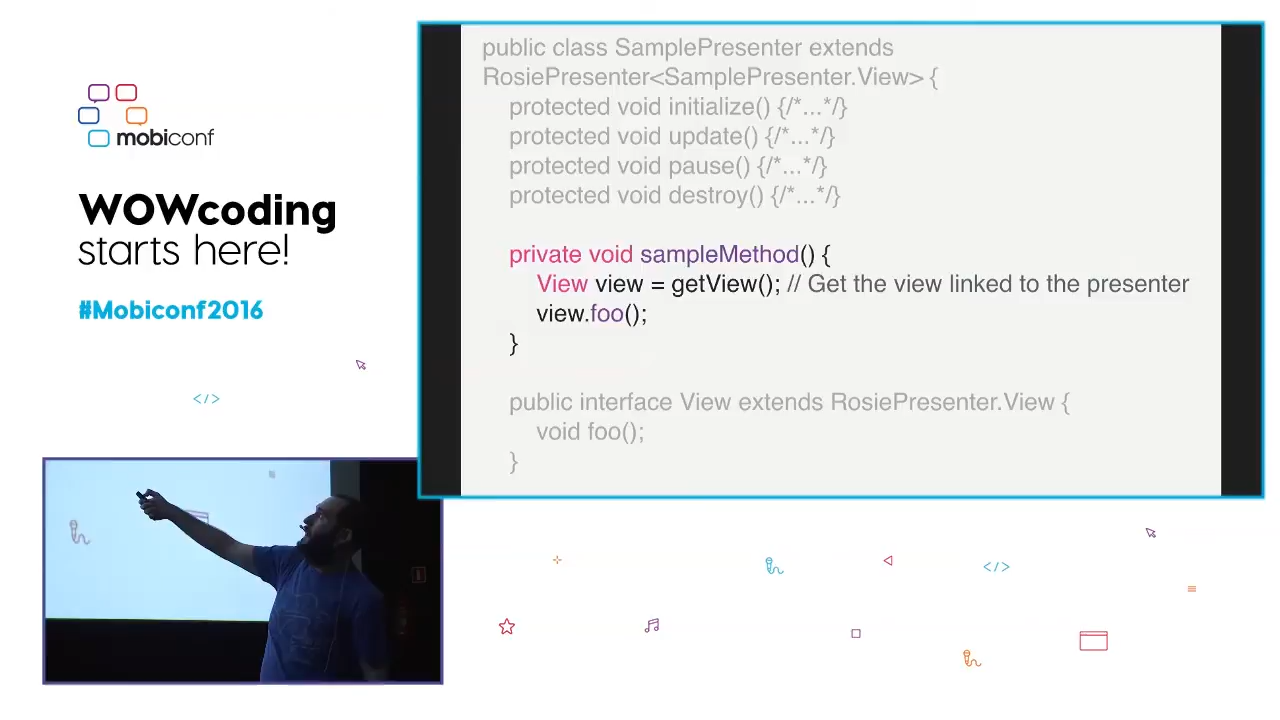 mobiconf
WOWcoding
starts here!
#Mobiconf2016
public class SamplePresenter extends
RosiePresenter<SamplePresenter.View> {
protected void initialize() {/*...*/}
protected void update() {/*...*/}
protected void pause() {/*...*/}
protected void destroy() {/*...*/}
private void sampleMethod() {
View view = getView(); // Get the view linked to the presenter
view.foo();
}
public interface View extends RosiePresenter.View {
void foo();
}